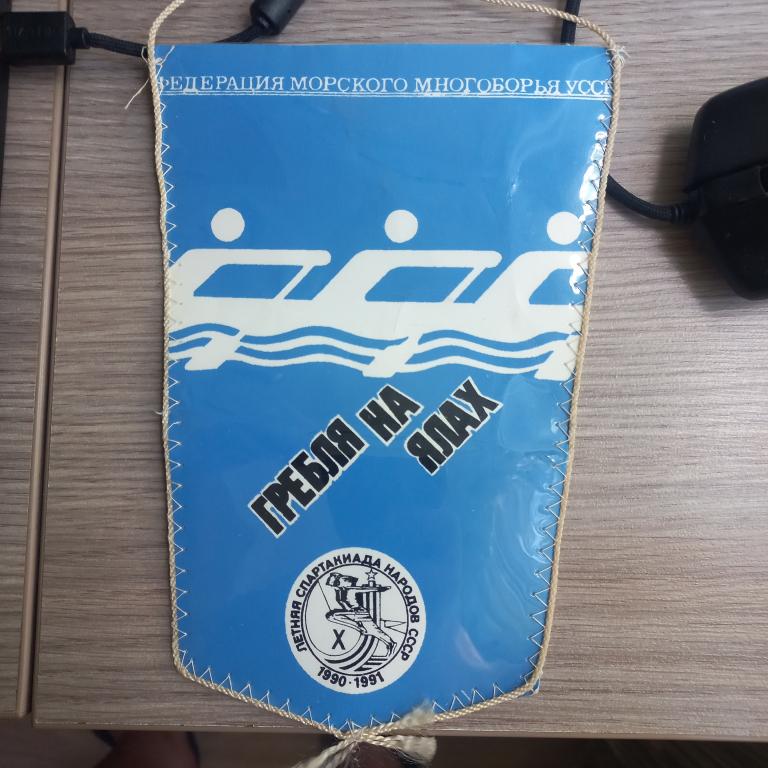 ФЕДЕРАЦИЯ МОРСКОГО МНОГОБОРЬЯ УССР
ГРЕБЛЯ НА
ЯЛАХ
ЛЕТНЯЯ СПАРТАКИАДА НАРОДОВ СССР
X
1990·1991